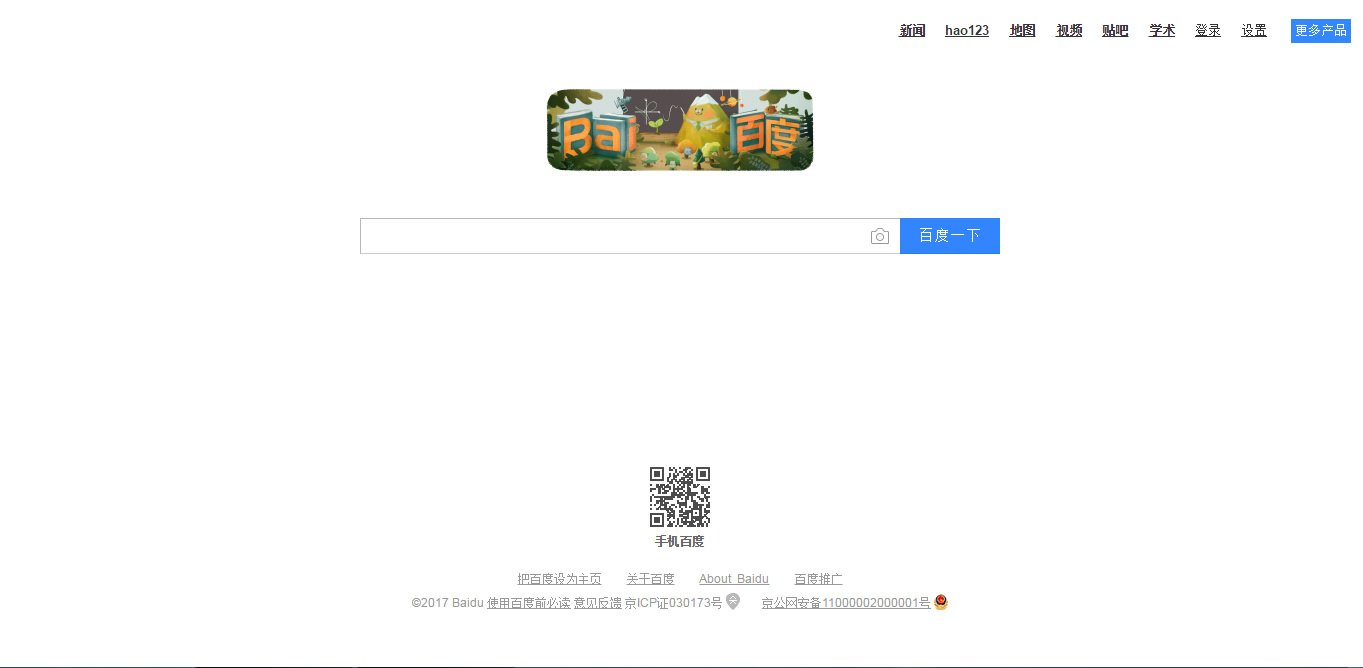 新闻 hao123 地图 视频 贴吧 学术 登录 设置 更多产品
Bai 百度
百度一下
手机百度
把百度设为主页 关于百度 About Baidu 百度推广
©2017 Baidu 使用百度前必读 意见反馈 京ICP证030173号 京公网安备11000002000001号